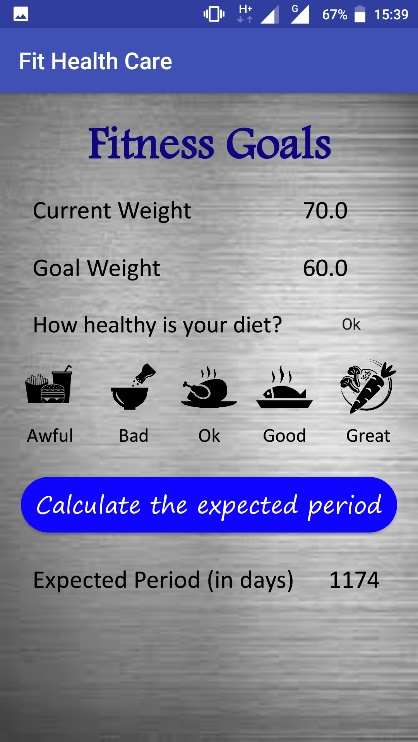 H+ G 67% 15:39
Fit Health Care
Fitness Goals
Current Weight 70.0
Goal Weight 60.0
How healthy is your diet? Ok
Awful Bad Ok Good Great
Calculate the expected period
Expected Period (in days) 1174